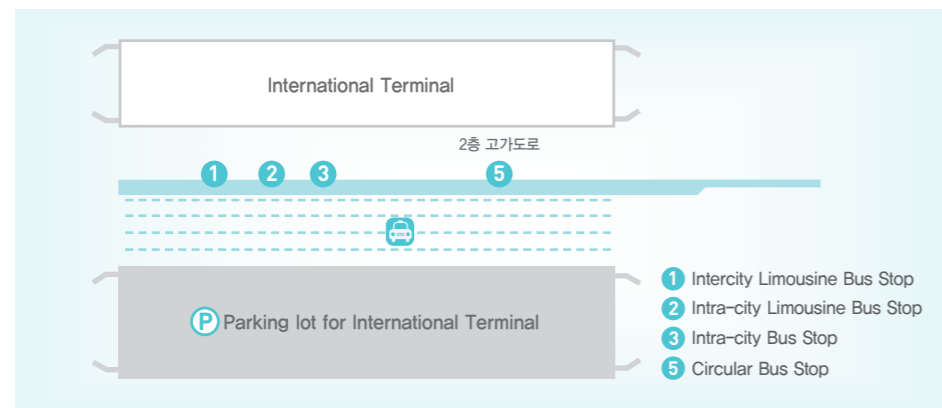 International Terminal
2층 고가도로
1 2 3 5
P Parking lot for International Terminal
1 Intercity Limousine Bus Stop
2 Intra-city Limousine Bus Stop
3 Intra-city Bus Stop
5 Circular Bus Stop